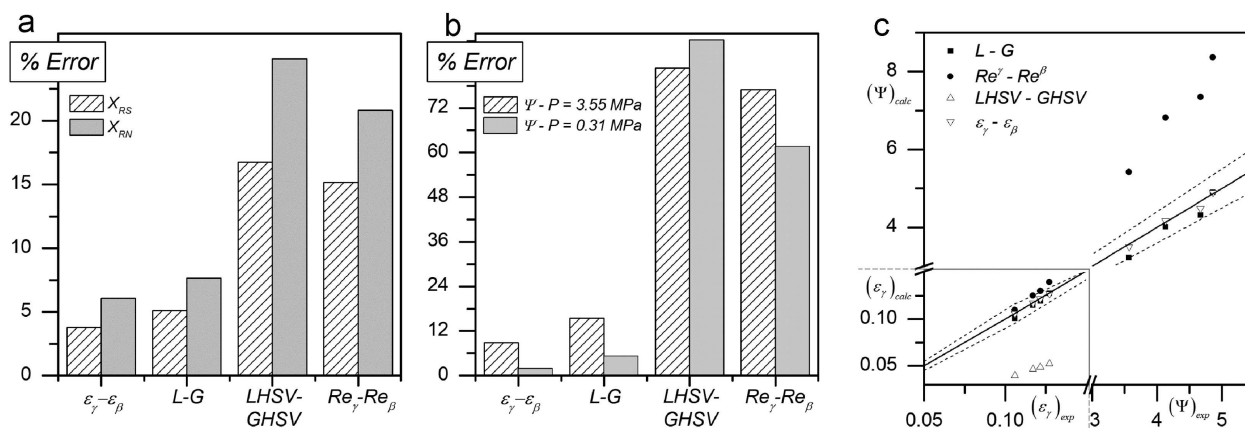 a
% Error
X_RS
X_RN
20
15
10
5
0
ε_γ–ε_β
L-G
LHSV-
GHSV
Re_γ-Re_β
b
% Error
Ψ - P = 3.55 MPa
Ψ - P = 0.31 MPa
72
60
48
36
24
12
0
ε_γ–ε_β
L-G
LHSV-
GHSV
Re_γ-Re_β
c
L - G
Re^γ - Re^β
LHSV - GHSV
ε_γ - ε_β
8
(Ψ)_calc
4
(ε_γ)_calc
0.10
0.05
0.05
0.10
(ε_γ)_exp
3
4
(Ψ)_exp
5